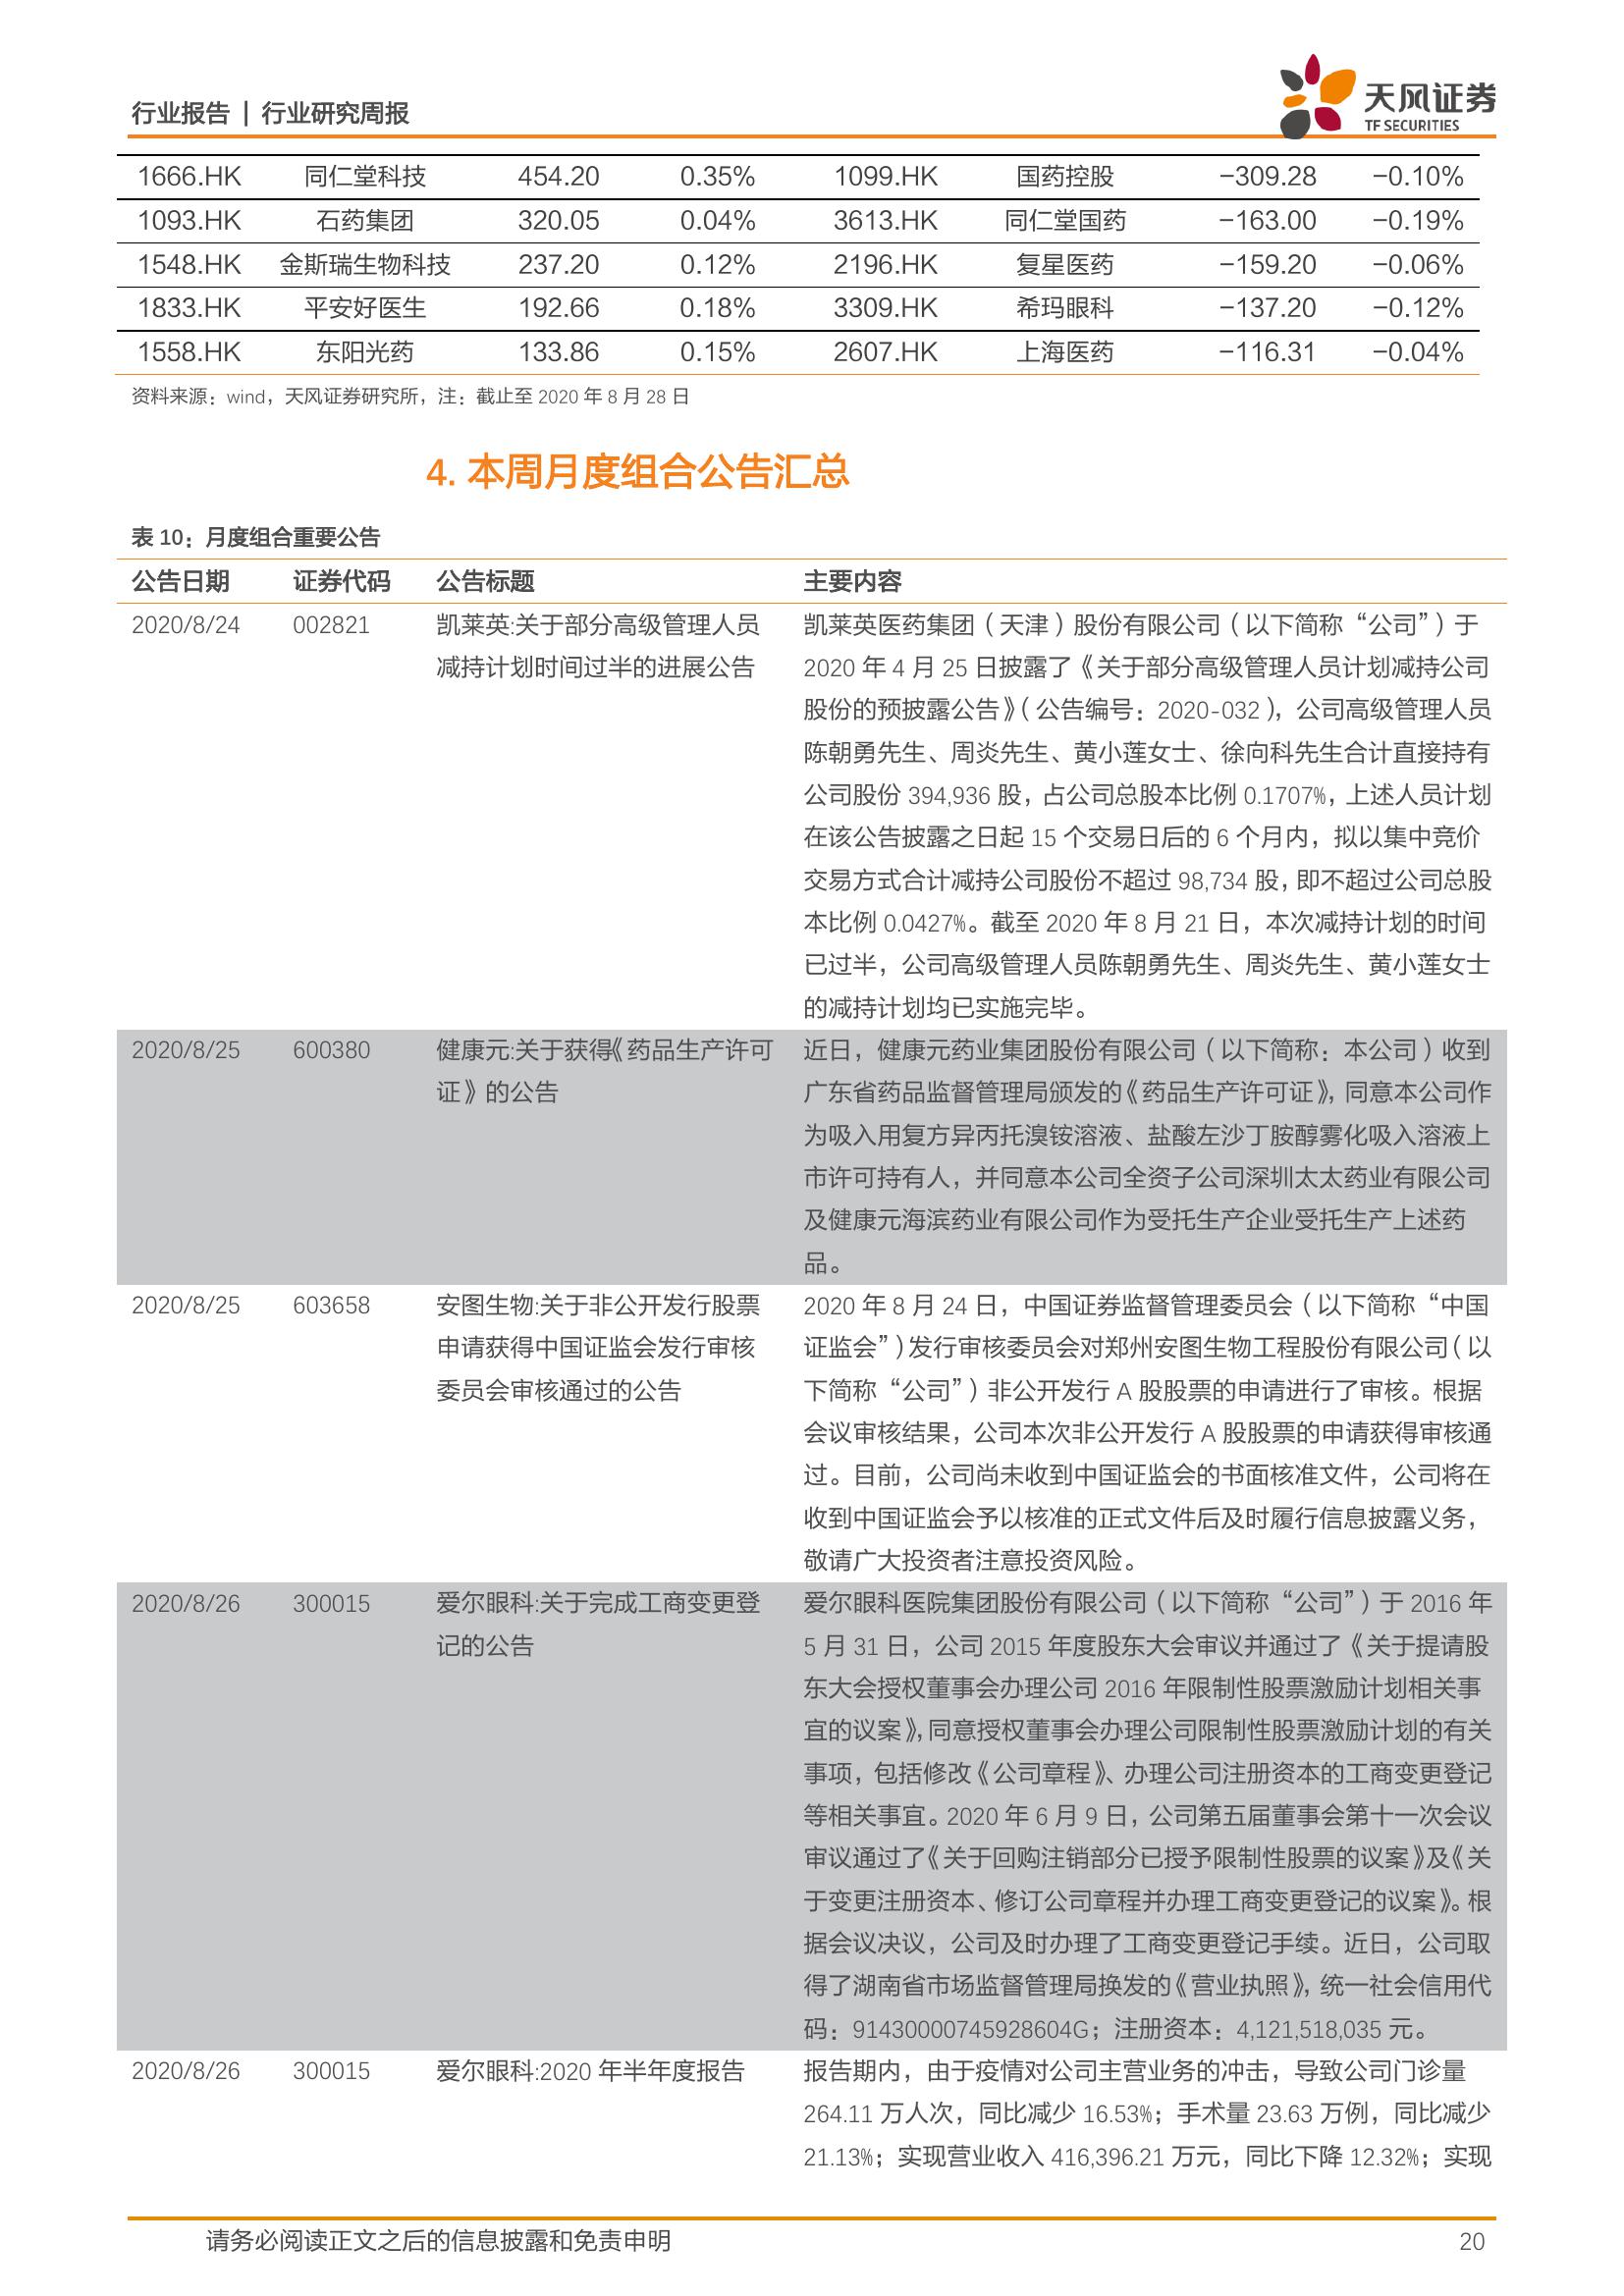 行业报告 | 行业研究周报
天风证券
TF SECURITIES
1666.HK 同仁堂科技 454.20 0.35% 1099.HK 国药控股 -309.28 -0.10%
1093.HK 石药集团 320.05 0.04% 3613.HK 同仁堂国药 -163.00 -0.19%
1548.HK 金斯瑞生物科技 237.20 0.12% 2196.HK 复星医药 -159.20 -0.06%
1833.HK 平安好医生 192.66 0.18% 3309.HK 希玛眼科 -137.20 -0.12%
1558.HK 东阳光药 133.86 0.15% 2607.HK 上海医药 -116.31 -0.04%
资料来源：wind，天风证券研究所，注：截止至 2020 年 8 月 28 日
4. 本周月度组合公告汇总
表 10：月度组合重要公告
公告日期 证券代码 公告标题 主要内容
2020/8/24 002821 凯莱英:关于部分高级管理人员
减持计划时间过半的进展公告
凯莱英医药集团（天津）股份有限公司（以下简称“公司”）于
2020 年 4 月 25 日披露了《关于部分高级管理人员计划减持公司
股份的预披露公告》（公告编号：2020-032），公司高级管理人员
陈朝勇先生、周炎先生、黄小莲女士、徐向科先生合计直接持有
公司股份 394,936 股，占公司总股本比例 0.1707%，上述人员计划
在该公告披露之日起 15 个交易日后的 6 个月内，拟以集中竞价
交易方式合计减持公司股份不超过 98,734 股，即不超过公司总股
本比例 0.0427%。截至 2020 年 8 月 21 日，本次减持计划的时间
已过半，公司高级管理人员陈朝勇先生、周炎先生、黄小莲女士
的减持计划均已实施完毕。
2020/8/25 600380 健康元:关于获得《药品生产许可
证》的公告
近日，健康元药业集团股份有限公司（以下简称：本公司）收到
广东省药品监督管理局颁发的《药品生产许可证》，同意本公司作
为吸入用复方异丙托溴铵溶液、盐酸左沙丁胺醇雾化吸入溶液上
市许可持有人，并同意本公司全资子公司深圳太太药业有限公司
及健康元海滨药业有限公司作为受托生产企业受托生产上述药
品。
2020/8/25 603658 安图生物:关于非公开发行股票
申请获得中国证监会发行审核
委员会审核通过的公告
2020 年 8 月 24 日，中国证券监督管理委员会（以下简称“中国
证监会”）发行审核委员会对郑州安图生物工程股份有限公司（以
下简称“公司”）非公开发行 A 股股票的申请进行了审核。根据
会议审核结果，公司本次非公开发行 A 股股票的申请获得审核通
过。目前，公司尚未收到中国证监会的书面核准文件，公司将在
收到中国证监会予以核准的正式文件后及时履行信息披露义务，
敬请广大投资者注意投资风险。
2020/8/26 300015 爱尔眼科:关于完成工商变更登
记的公告
爱尔眼科医院集团股份有限公司（以下简称“公司”）于 2016 年
5 月 31 日，公司 2015 年度股东大会审议并通过了《关于提请股
东大会授权董事会办理公司 2016 年限制性股票激励计划相关事
宜的议案》，同意授权董事会办理公司限制性股票激励计划的有关
事项，包括修改《公司章程》、办理公司注册资本的工商变更登记
等相关事宜。2020 年 6 月 9 日，公司第五届董事会第十一次会议
审议通过了《关于回购注销部分已授予限制性股票的议案》及《关
于变更注册资本、修订公司章程并办理工商变更登记的议案》。根
据会议决议，公司及时办理了工商变更登记手续。近日，公司取
得了湖南省市场监督管理局换发的《营业执照》，统一社会信用代
码：91430000745928604G；注册资本：4,121,518,035 元。
2020/8/26 300015 爱尔眼科:2020 年半年度报告
报告期内，由于疫情对公司主营业务的冲击，导致公司门诊量
264.11 万人次，同比减少 16.53%；手术量 23.63 万例，同比减少
21.13%；实现营业收入 416,396.21 万元，同比下降 12.32%；实现
请务必阅读正文之后的信息披露和免责申明 20